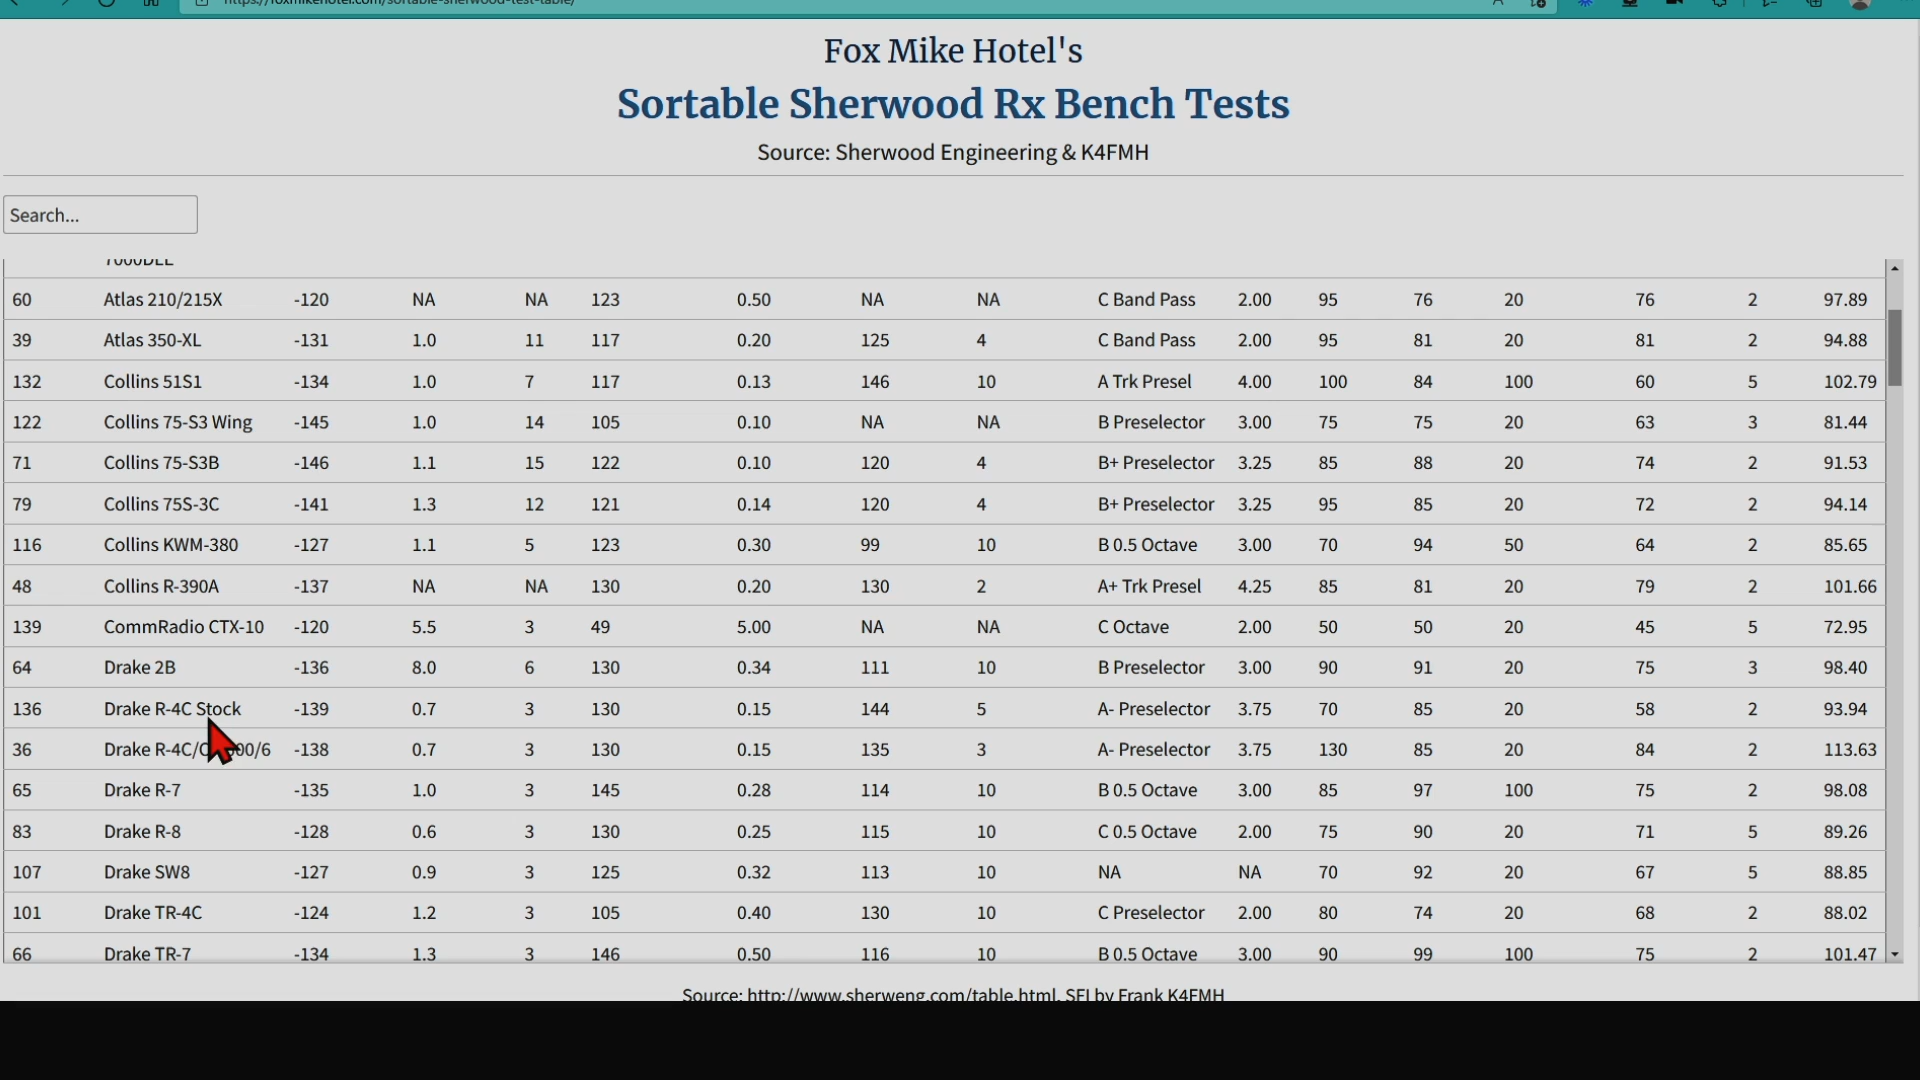 Fox Mike Hotel's
Sortable Sherwood Rx Bench Tests
Source: Sherwood Engineering & K4FMH
Search...
60 Atlas 210/215X -120 NA NA 123 0.50 NA NA C Band Pass 2.00 95 76 20 76 2 97.89
39 Atlas 350-XL -131 1.0 11 117 0.20 125 4 C Band Pass 2.00 95 81 20 81 2 94.88
132 Collins 51S1 -134 1.0 7 117 0.13 146 10 A Trk Presel 4.00 100 84 100 60 5 102.79
122 Collins 75-S3 Wing -145 1.0 14 105 0.10 NA NA B Preselector 3.00 75 75 20 63 3 81.44
71 Collins 75-S3B -146 1.1 15 122 0.10 120 4 B+ Preselector 3.25 85 88 20 74 2 91.53
79 Collins 75S-3C -141 1.3 12 121 0.14 120 4 B+ Preselector 3.25 95 85 20 72 2 94.14
116 Collins KWM-380 -127 1.1 5 123 0.30 99 10 B 0.5 Octave 3.00 70 94 50 64 2 85.65
48 Collins R-390A -137 NA NA 130 0.20 130 2 A+ Trk Presel 4.25 85 81 20 79 2 101.66
139 CommRadio CTX-10 -120 5.5 3 49 5.00 NA NA C Octave 2.00 50 50 20 45 5 72.95
64 Drake 2B -136 8.0 6 130 0.34 111 10 B Preselector 3.00 90 91 20 75 3 98.40
136 Drake R-4C Stock -139 0.7 3 130 0.15 144 5 A- Preselector 3.75 70 85 20 58 2 93.94
36 Drake -138 0.7 3 130 0.15 135 3 A- Preselector 3.75 130 85 20 84 2 113.63
65 Drake R-7 -135 1.0 3 145 0.28 114 10 B 0.5 Octave 3.00 85 97 100 75 2 98.08
83 Drake R-8 -128 0.6 3 130 0.25 115 10 C 0.5 Octave 2.00 75 90 20 71 5 89.26
107 Drake SW8 -127 0.9 3 125 0.32 113 10 NA NA 70 92 20 67 5 88.85
101 Drake TR-4C -124 1.2 3 105 0.40 130 10 C Preselector 2.00 80 74 20 68 2 88.02
66 Drake TR-7 -134 1.3 3 146 0.50 116 10 B 0.5 Octave 3.00 90 99 100 75 2 101.47
Source: http://www.sherweng.com/table.html, SFI by Frank K4FMH